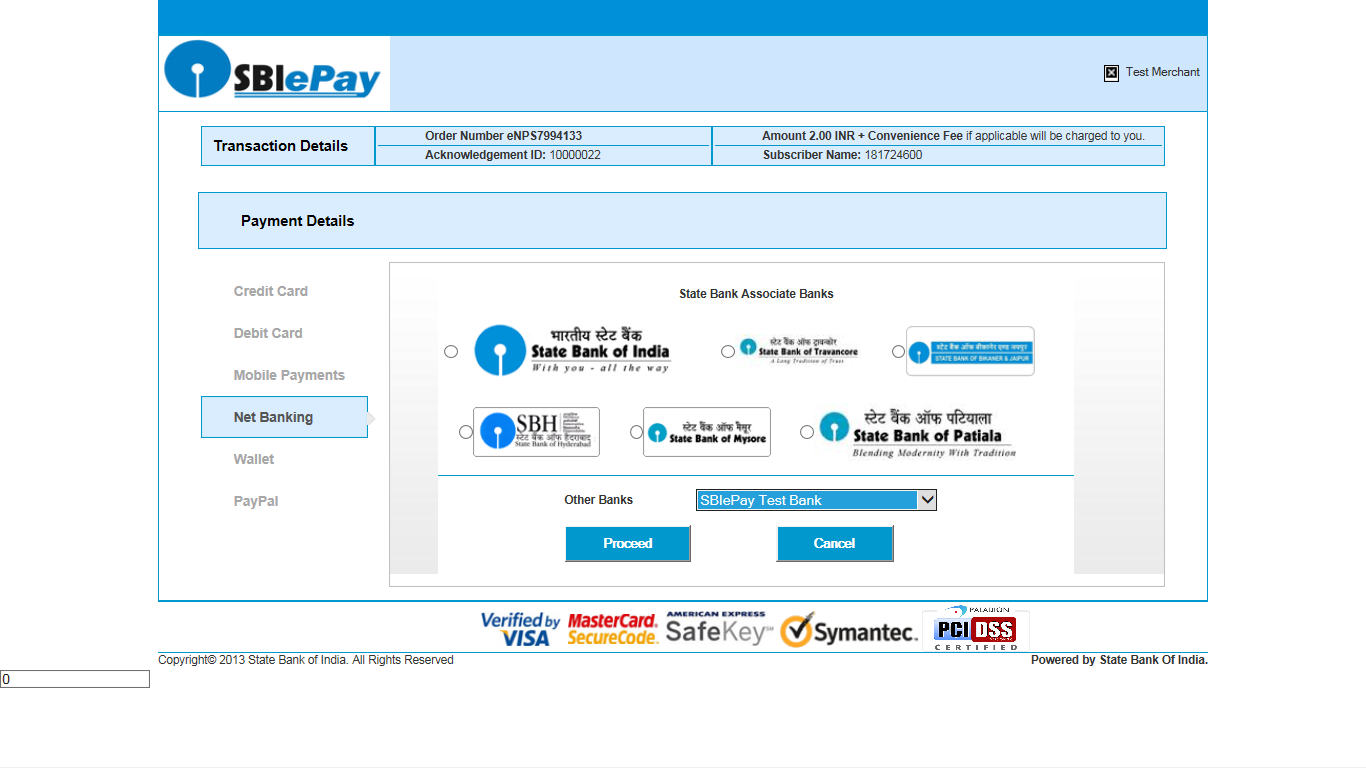 SBIePay
Test Merchant
Transaction Details
Order Number eNPS7994133
Amount 2.00 INR + Convenience Fee if applicable will be charged to you.
Acknowledgement ID: 10000022
Subscriber Name: 181724600
Payment Details
Credit Card
Debit Card
Mobile Payments
Net Banking
Wallet
PayPal
State Bank Associate Banks
भारतीय स्टेट बैंक
State Bank of India
With you - all the way
स्टेट बैंक ऑफ त्रावणकोर
State Bank of Travancore
A Long Tradition of Trust
स्टेट बैंक ऑफ बीकानेर एण्ड जयपुर
STATE BANK OF BIKANER & JAIPUR
SBH
स्टेट बैंक ऑफ हैदराबाद
State Bank of Hyderabad
स्टेट बैंक ऑफ मैसूर
State Bank of Mysore
स्टेट बैंक ऑफ पटियाला
State Bank of Patiala
Blending Modernity With Tradition
Other Banks
SBIePay Test Bank
Proceed
Cancel
Verified by
VISA
MasterCard.
SecureCode.
AMERICAN EXPRESS
SafeKey
Symantec.
PALADION
PCI DSS
CERTIFIED
Copyright© 2013 State Bank of India. All Rights Reserved
Powered by State Bank Of India.
0